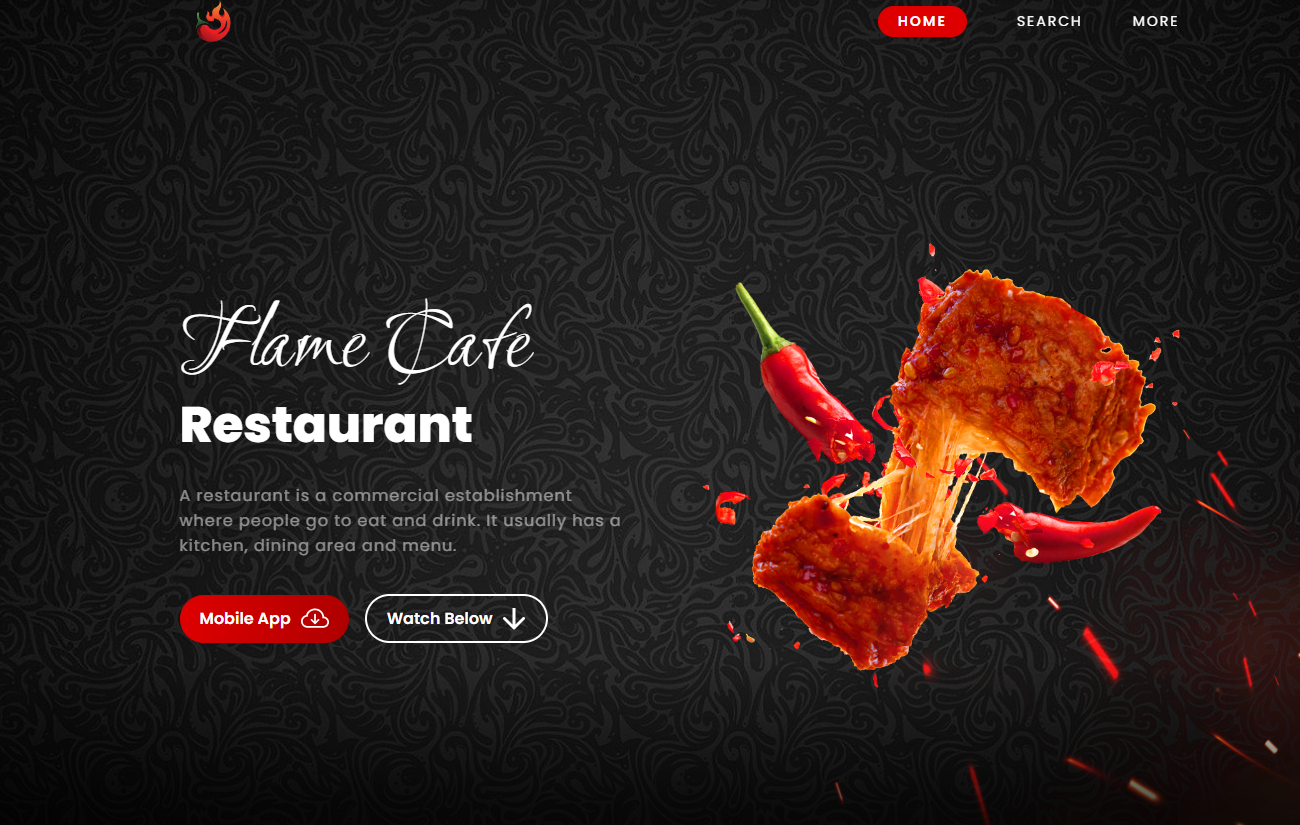 HOME
SEARCH
MORE
Flame Cafe
Restaurant
A restaurant is a commercial establishment
where people go to eat and drink. It usually has a
kitchen, dining area and menu.
Mobile App
Watch Below